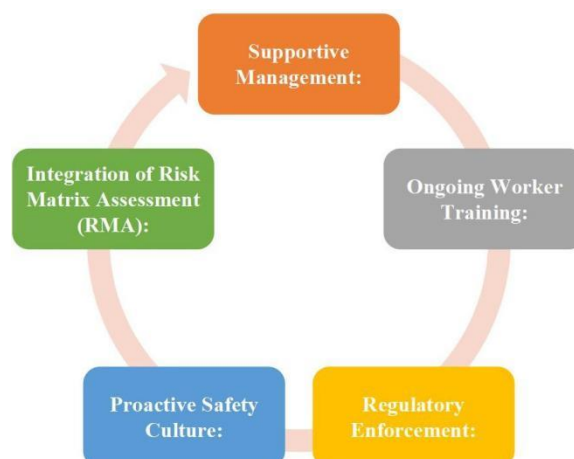 Supportive
Management:
Ongoing Worker
Training:
Regulatory
Enforcement:
Proactive Safety
Culture:
Integration of Risk
Matrix Assessment
(RMA):